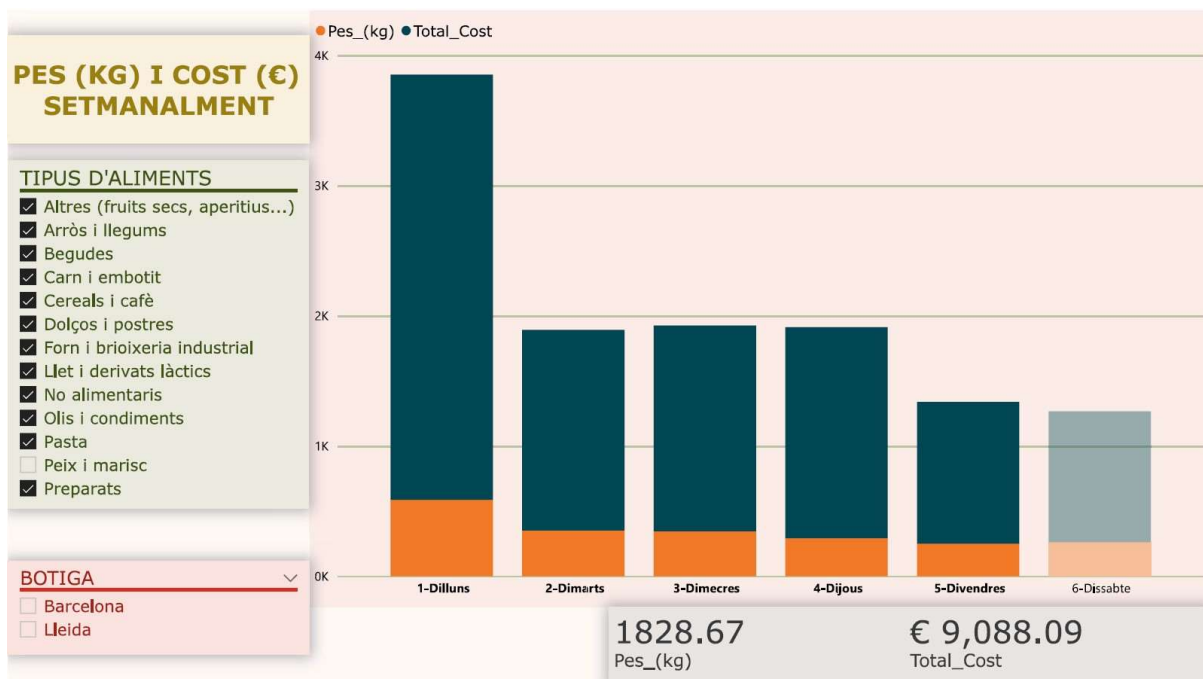 PES (KG) I COST (€)
SETMANALMENT
TIPUS D'ALIMENTS
Altres (fruits secs, aperitius...)
Arròs i llegums
Begudes
Carn i embotit
Cereals i cafè
Dolços i postres
Forn i brioixeria industrial
Llet i derivats làctics
No alimentaris
Olis i condiments
Pasta
Peix i marisc
Preparats
BOTIGA
Barcelona
Lleida
Pes_(kg) Total_Cost
4K
3K
2K
1K
0K
1-Dilluns 2-Dimarts 3-Dimecres 4-Dijous 5-Divendres 6-Dissabte
1828.67 € 9,088.09
Pes_(kg) Total_Cost